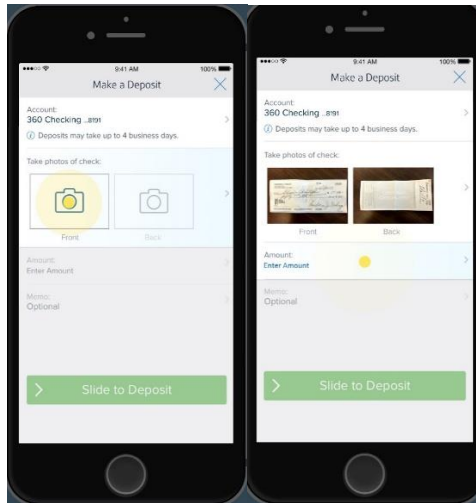 9:41 AM 100%
Make a Deposit
Account:
360 Checking ...8191
Deposits may take up to 4 business days.
Take photos of check:
Front Back
Amount:
Enter Amount
Memo:
Optional
Slide to Deposit
9:41 AM 100%
Make a Deposit
Account:
360 Checking ...8191
Deposits may take up to 4 business days.
Take photos of check:
Front Back
Amount:
Enter Amount
Memo:
Optional
Slide to Deposit